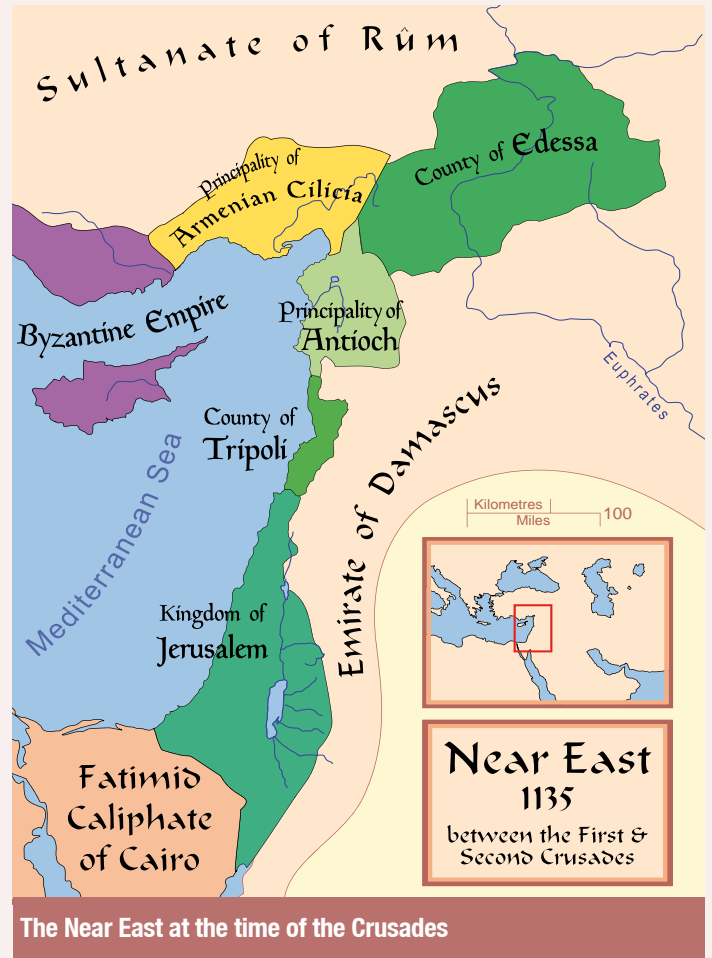 Sultanate of Rûm
Principality of
Armenian Cilicia
County of Edessa
Byzantine Empire
Principality of
Antioch
Euphrates
County of
Tripoli
Mediterranean Sea
Emirate of Damascus
Kilometres
Miles
100
Kingdom of
Jerusalem
Fatimid
Caliphate
of Cairo
Near East
1135
between the First &
Second Crusades
The Near East at the time of the Crusades